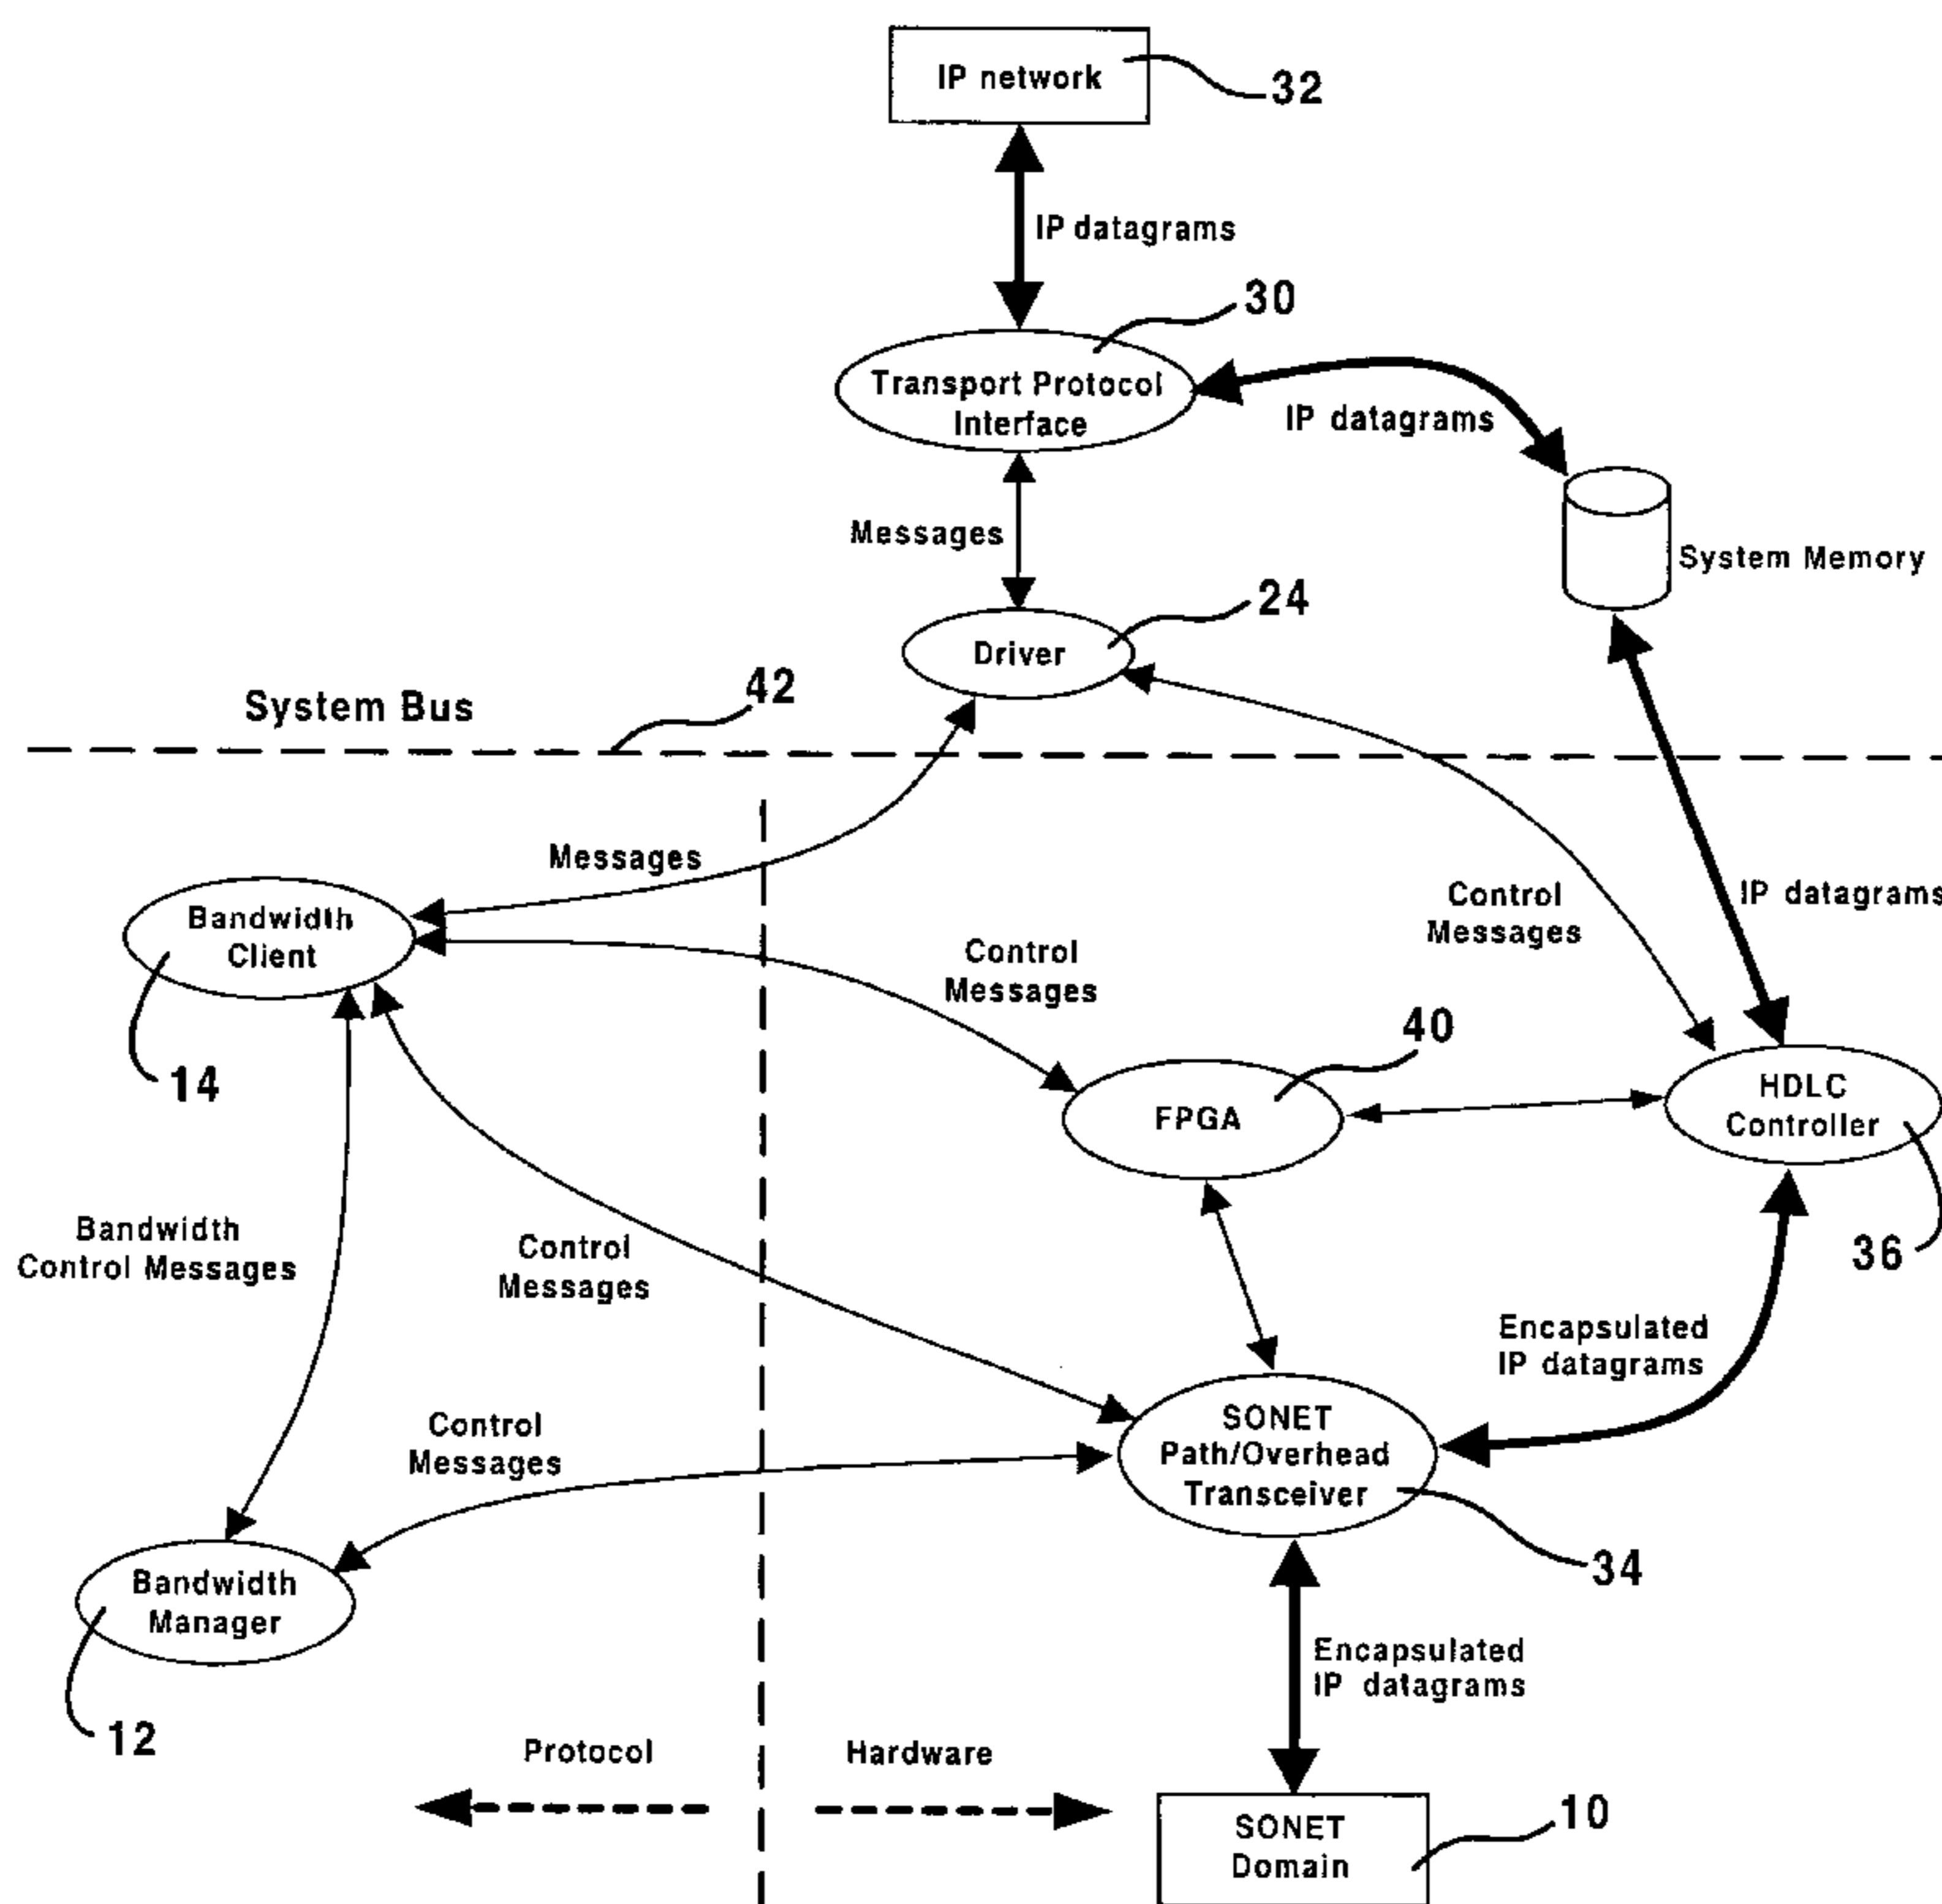 IP network
32
IP datagrams
30
Transport Protocol
Interface
IP datagrams
Messages
System Memory
24
Driver
System Bus
42
Messages
Bandwidth
Client
14
Control
Messages
Control
Messages
IP datagrams
40
FPGA
HDLC
Controller
36
Bandwidth
Control Messages
Control
Messages
Encapsulated
IP datagrams
Control
Messages
SONET
Path/Overhead
Transceiver
34
Bandwidth
Manager
12
Encapsulated
IP datagrams
Protocol
Hardware
SONET
Domain
10